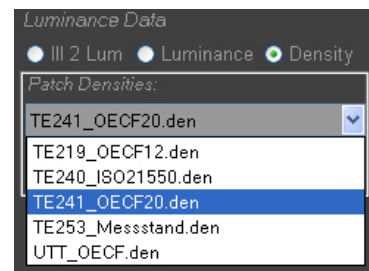 Luminance Data
Ill 2 Lum Luminance Density
Patch Densities:
TE241_OECF20.den
TE219_OECF12.den
TE240_ISO21550.den
TE241_OECF20.den
TE253_Messstand.den
UTT_OECF.den